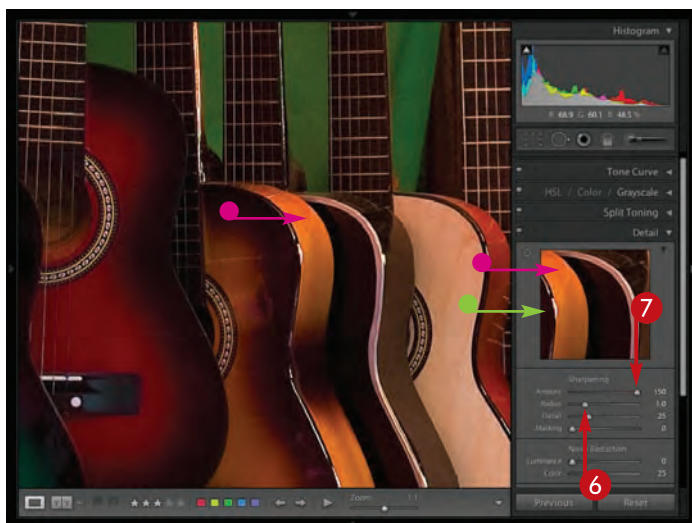 Histogram
R 68.9 G 60.1 B 48.5 %
Tone Curve
HSL / Color / Grayscale
Split Toning
Detail
7
Sharpening
Amount 150
Radius 1.0
Detail 25
Masking 0
Noise Reduction
Luminance 0
Color 25
6
Zoom 1:1
Previous Reset